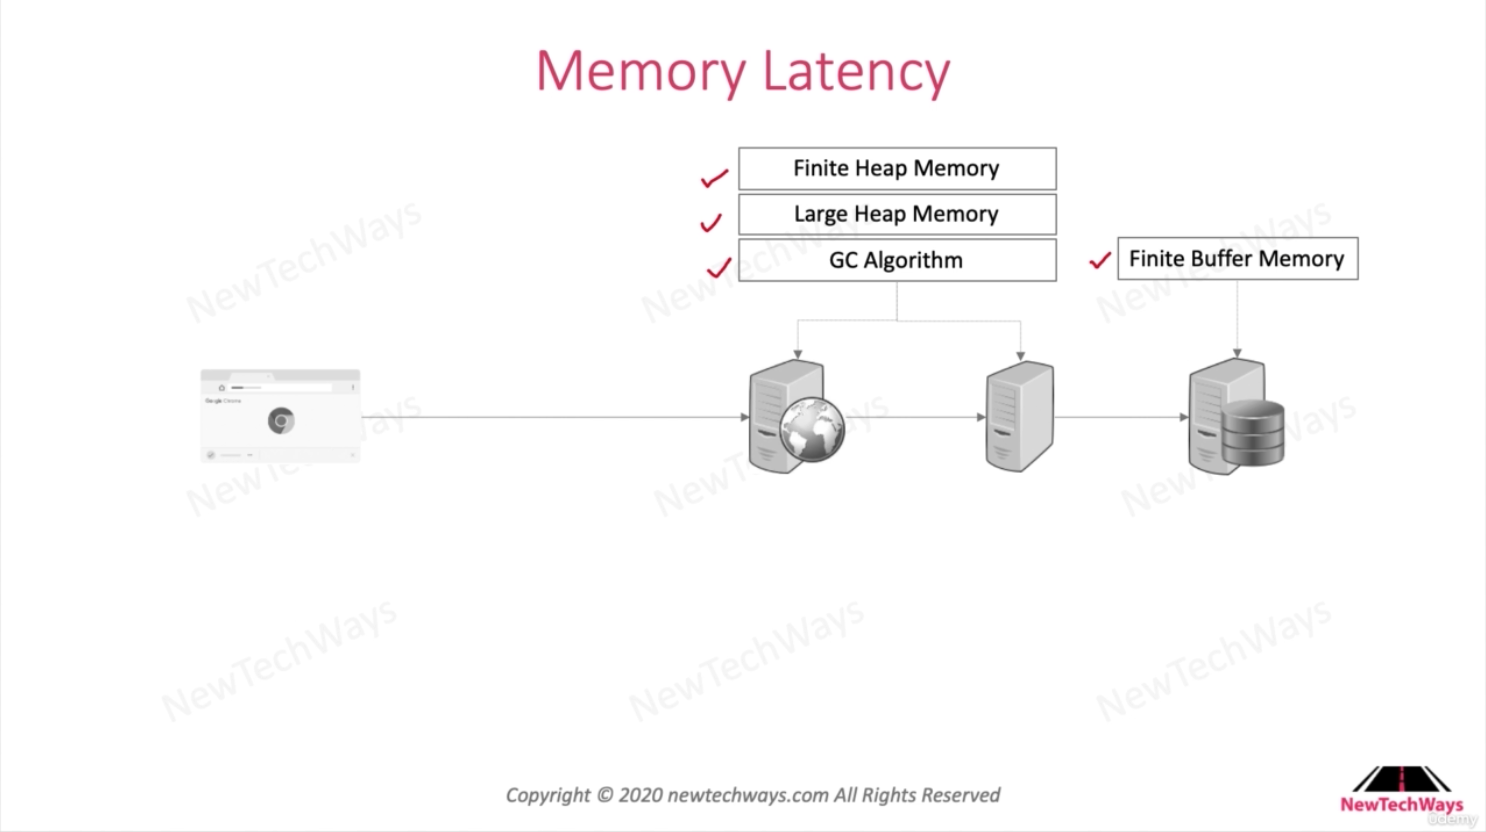 Memory Latency
Finite Heap Memory
Large Heap Memory
GC Algorithm
Finite Buffer Memory
Google Chrome
NewTechWays
NewTechWays
NewTechWays
NewTechWays
NewTechWays
NewTechWays
NewTechWays
NewTechWays
NewTechWays
Copyright © 2020 newtechways.com All Rights Reserved
NewTechWays
ûdemy